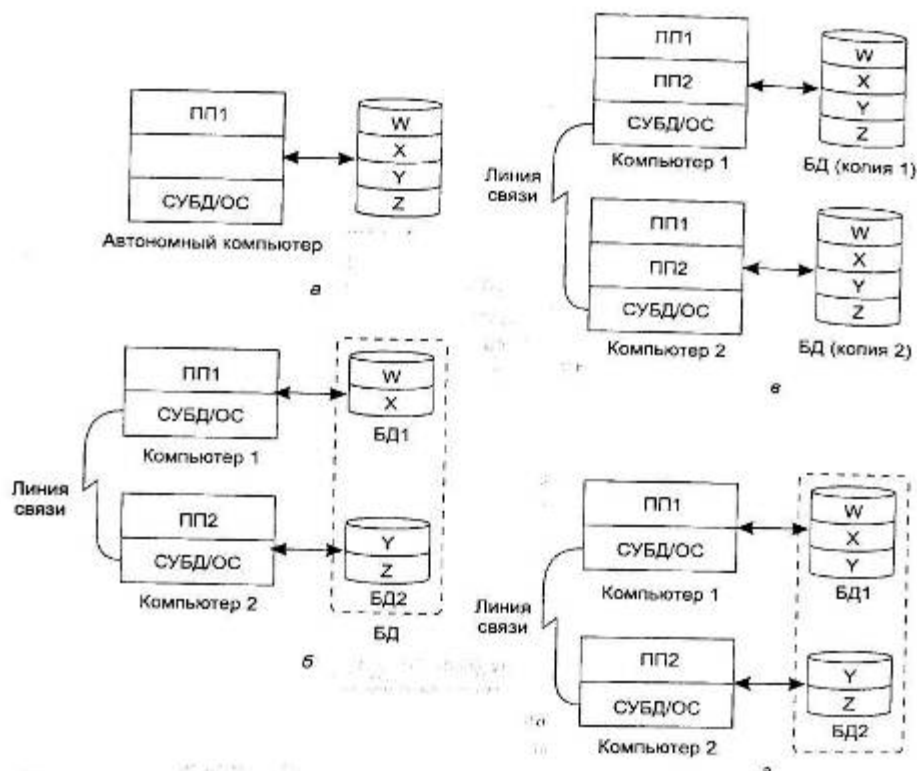 ПП1
СУБД/ОС
Автономный компьютер
W
X
Y
Z
а
ПП1
ПП2
СУБД/ОС
Компьютер 1
W
X
Y
Z
БД (копия 1)
Линия
связи
ПП1
ПП2
СУБД/ОС
Компьютер 2
W
X
Y
Z
БД (копия 2)
в
ПП1
СУБД/ОС
Компьютер 1
W
X
БД1
Линия
связи
ПП2
СУБД/ОС
Компьютер 2
Y
Z
БД2
БД
б
ПП1
СУБД/ОС
Компьютер 1
W
X
Y
БД1
Линия
связи
ПП2
СУБД/ОС
Компьютер 2
Y
Z
БД2